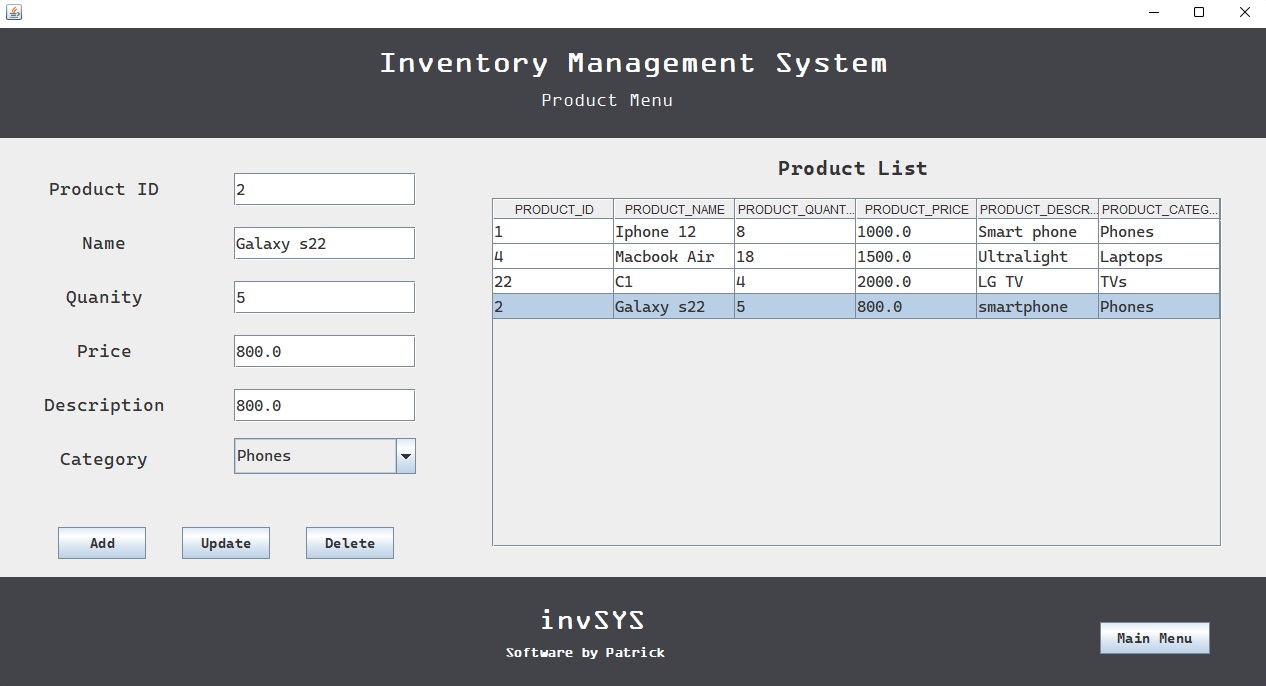 Inventory Management System
Product Menu
Product ID 2
Name Galaxy s22
Quanity 5
Price 800.0
Description 800.0
Category Phones
Add Update Delete
Product List
PRODUCT_ID PRODUCT_NAME PRODUCT_QUANT... PRODUCT_PRICE PRODUCT_DESCR... PRODUCT_CATEG...
1 Iphone 12 8 1000.0 Smart phone Phones
4 Macbook Air 18 1500.0 Ultralight Laptops
22 C1 4 2000.0 LG TV TVs
2 Galaxy s22 5 800.0 smartphone Phones
invSYS
Software by Patrick
Main Menu